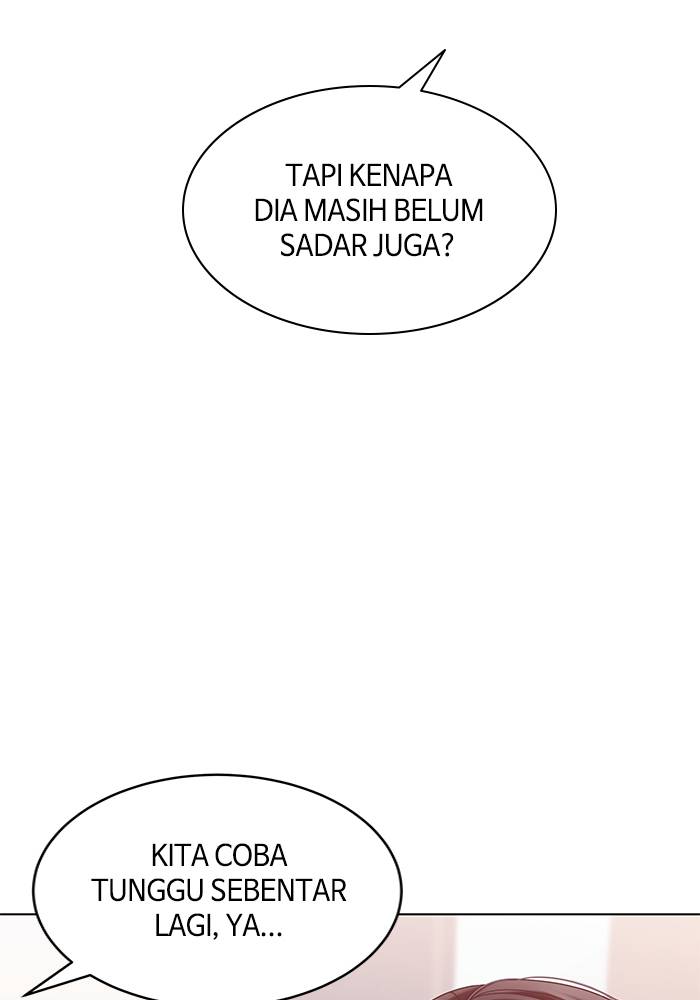 TAPI KENAPA
DIA MASIH BELUM
SADAR JUGA?
KITA COBA
TUNGGU SEBENTAR
LAGI, YA...